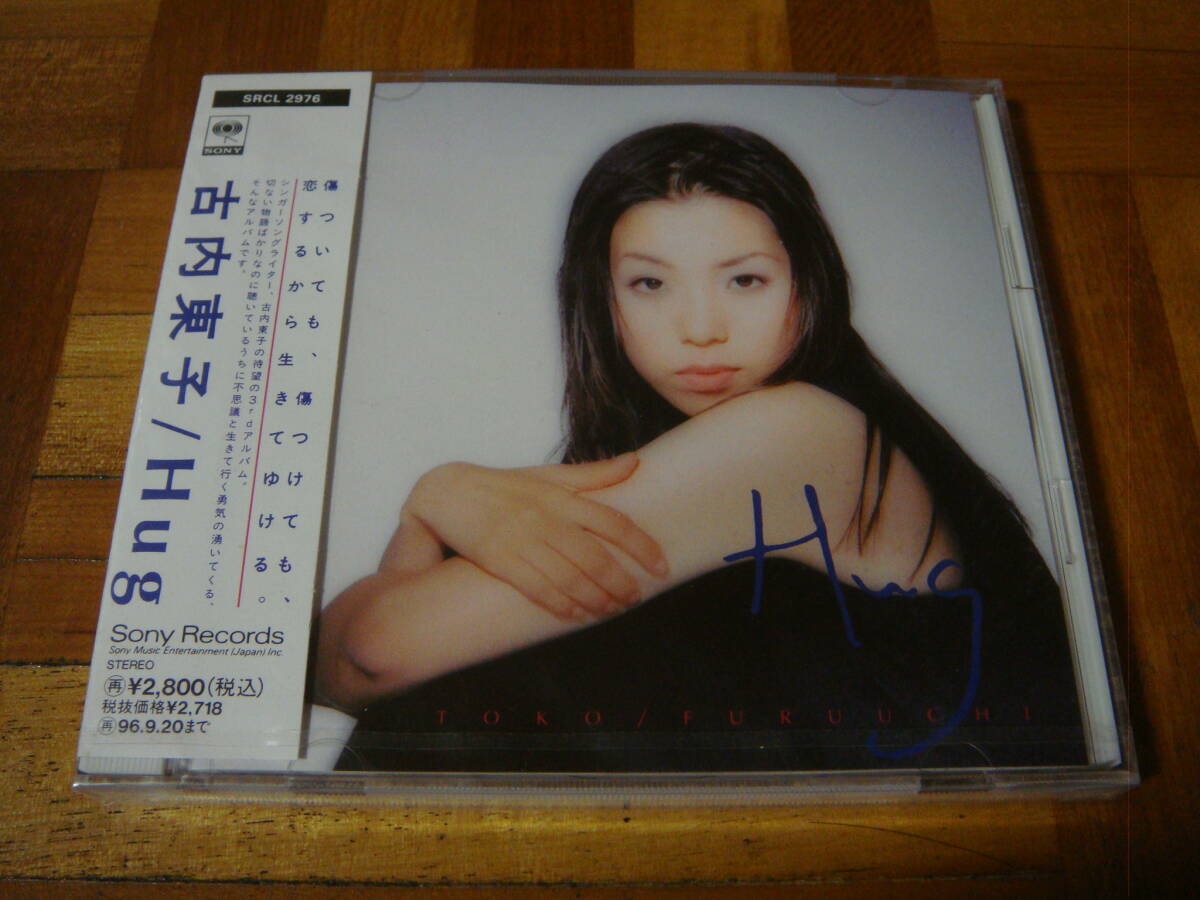 SRCL 2976
SONY
古内東子/Hug
傷ついても、傷つけても、
恋するから生きてゆける。
シンガーソングライター、古内東子の待望の3rdアルバム。
切ない物語ばかりなのに聴いているうちに不思議と生きて行く勇気の湧いてくる、
そんなアルバムです。
Sony Records
Sony Music Entertainment (Japan) Inc.
STEREO
再¥2,800(税込)
税抜価格¥2,718
再96.9.20まで
Hug
TOKO/FURUUCHI